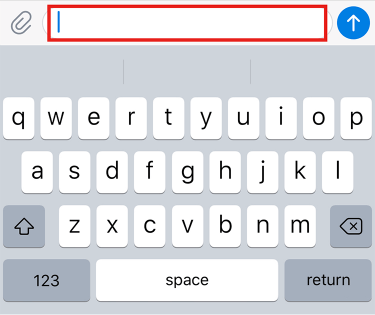 q w e r t y u i o p
a s d f g h j k l
z x c v b n m
123 space return